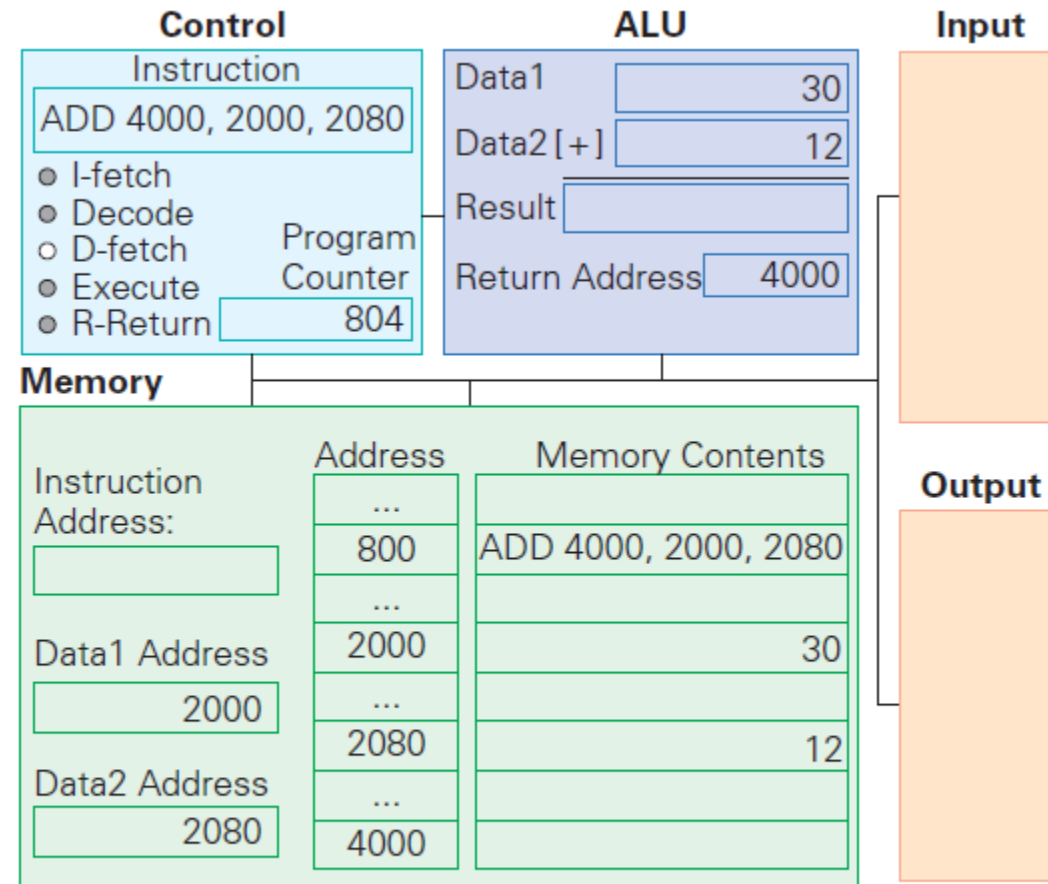 Control
Instruction
ADD 4000, 2000, 2080
I-fetch
Decode
D-fetch
Execute
R-Return
Program
Counter
804
ALU
Data1 30
Data2 [+] 12
Result
Return Address 4000
Input
Memory
Instruction
Address:
Data1 Address
2000
Data2 Address
2080
Address Memory Contents
...
800 ADD 4000, 2000, 2080
...
2000 30
...
2080 12
...
4000
Output